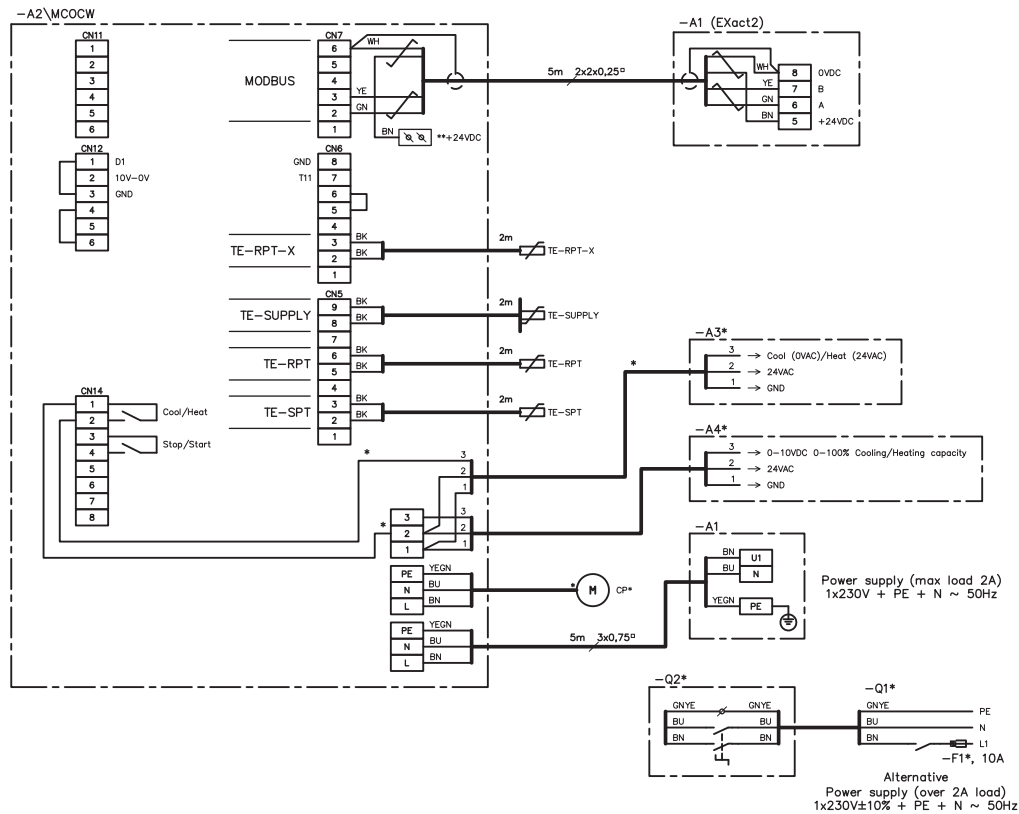 -A2\MCOCW
CN11
1
2
3
4
5
6
CN12
1 D1
2 10V-0V
3 GND
4
5
6
CN14
1
2
3
4
5
6
7
8
Cool/Heat
Stop/Start
MODBUS
CN7
6 WH
5
4
3 YE
2 GN
1
BN **+24VDC
CN6
GND 8
T11 7
6
5
4
TE-RPT-X 3 BK
2 BK
1
2m TE-RPT-X
CN5
TE-SUPPLY 9 BK
8 BK
7
2m TE-SUPPLY
TE-RPT 6 BK
5 BK
4
2m TE-RPT
TE-SPT 3 BK
2 BK
1
2m TE-SPT
*
3
2
1
*
3
2
1
3
2
1
PE YEGN
N BU
L BN
* M CP*
PE YEGN
N BU
L BN
5m 3x0,75¤
5m 2x2x0,25¤
-A1 (EXact2)
WH 8 0VDC
YE 7 B
GN 6 A
BN 5 +24VDC
*
-A3*
3 → Cool (0VAC)/Heat (24VAC)
2 → 24VAC
1 → GND
-A4*
3 → 0-10VDC 0-100% Cooling/Heating capacity
2 → 24VAC
1 → GND
-A1
BN U1
BU N
YEGN PE
Power supply (max load 2A)
1x230V + PE + N ~ 50Hz
-Q2*
GNYE GNYE
BU BU
BN BN
-Q1*
GNYE PE
BU N
BN L1
-F1*, 10A
Alternative
Power supply (over 2A load)
1x230V±10% + PE + N ~ 50Hz